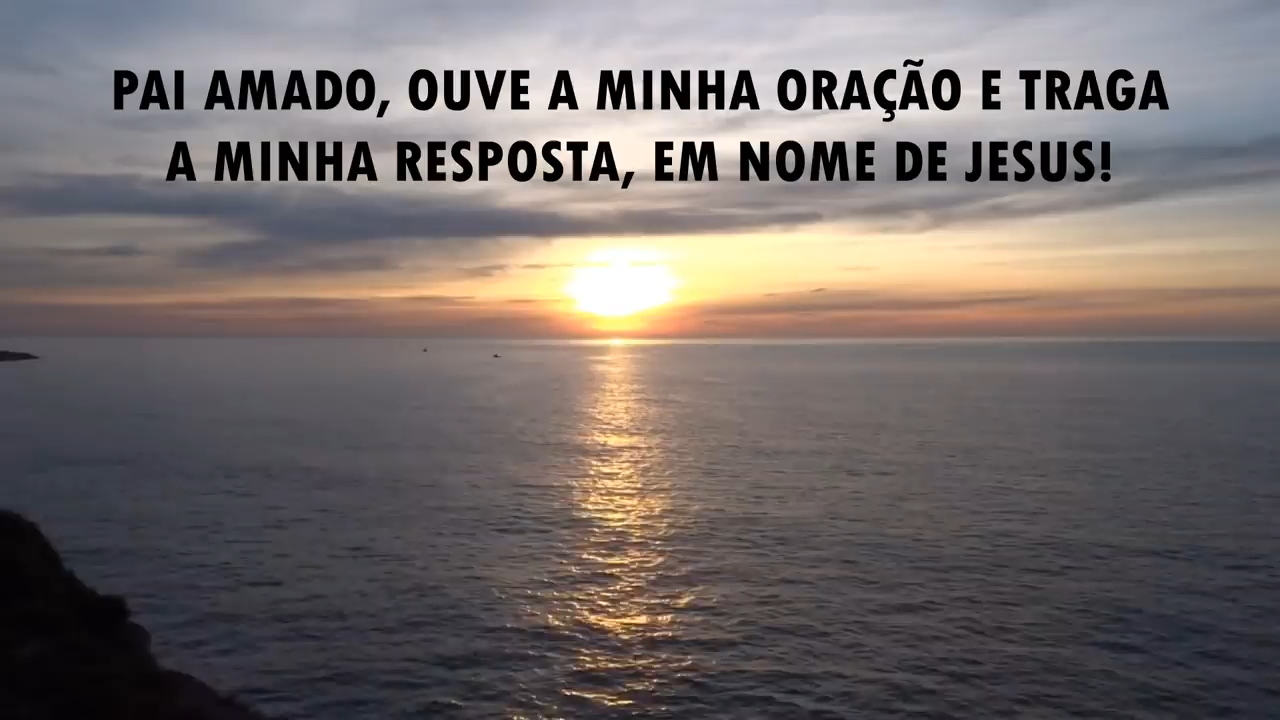 PAI AMADO, OUVE A MINHA ORAÇÃO E TRAGA
A MINHA RESPOSTA, EM NOME DE JESUS!